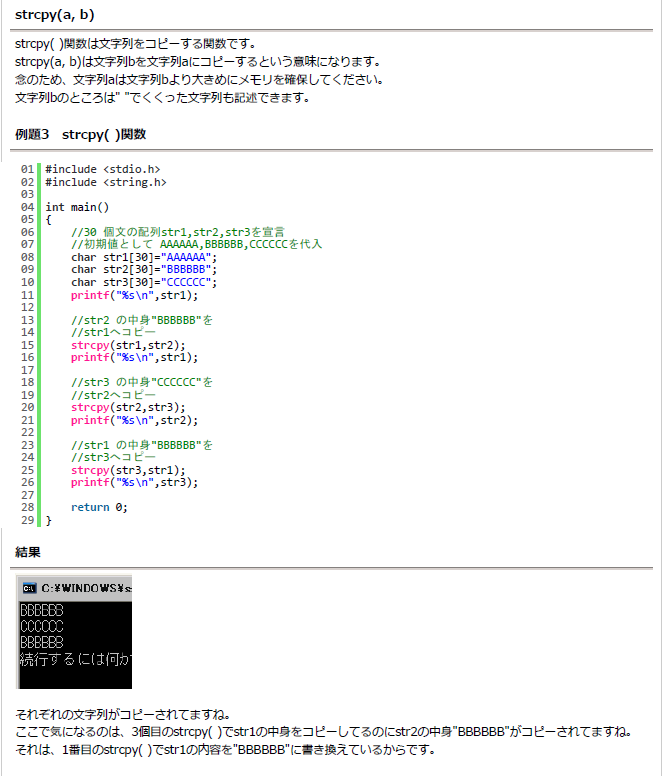 strcpy(a, b)
strcpy( )関数は文字列をコピーする関数です。
strcpy(a, b)は文字列bを文字列aにコピーするという意味になります。
念のため、文字列aは文字列bより大きめにメモリを確保してください。
文字列bのところは" "でくくった文字列も記述できます。
例題3　strcpy( )関数
01 #include <stdio.h>
02 #include <string.h>
03
04 int main()
05 {
06     //30 個文の配列str1,str2,str3を宣言
07     //初期値として AAAAAA,BBBBBB,CCCCCCを代入
08     char str1[30]="AAAAAA";
09     char str2[30]="BBBBBB";
10     char str3[30]="CCCCCC";
11     printf("%s\n",str1);
12
13     //str2 の中身"BBBBBB"を
14     //str1へコピー
15     strcpy(str1,str2);
16     printf("%s\n",str1);
17
18     //str3 の中身"CCCCCC"を
19     //str2へコピー
20     strcpy(str2,str3);
21     printf("%s\n",str2);
22
23     //str1 の中身"BBBBBB"を
24     //str3へコピー
25     strcpy(str3,str1);
26     printf("%s\n",str3);
27
28     return 0;
29 }
結果
C:\ C:¥WINDOWS¥s
BBBBBB
CCCCCC
BBBBBB
続行するには何か
それぞれの文字列がコピーされてますね。
ここで気になるのは、3個目のstrcpy( )でstr1の中身をコピーしてるのにstr2の中身"BBBBBB"がコピーされてますね。
それは、1番目のstrcpy( )でstr1の内容を"BBBBBB"に書き換えているからです。